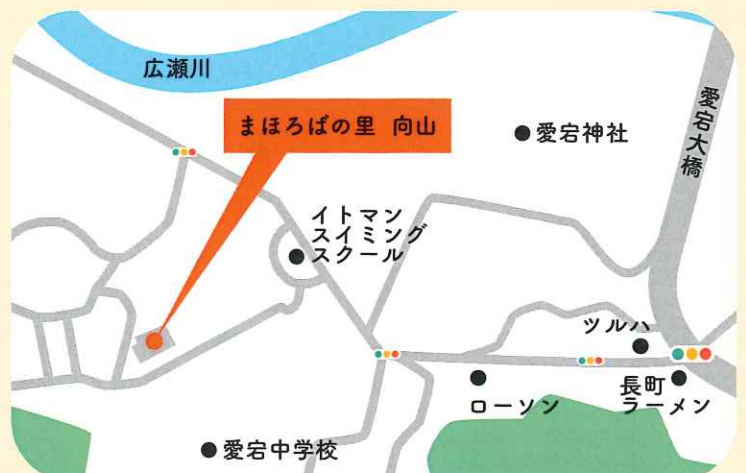 広瀬川
まほろばの里 向山
愛宕神社
愛宕大橋
イトマン
スイミング
スクール
ツルハ
ローソン
長町
ラーメン
愛宕中学校